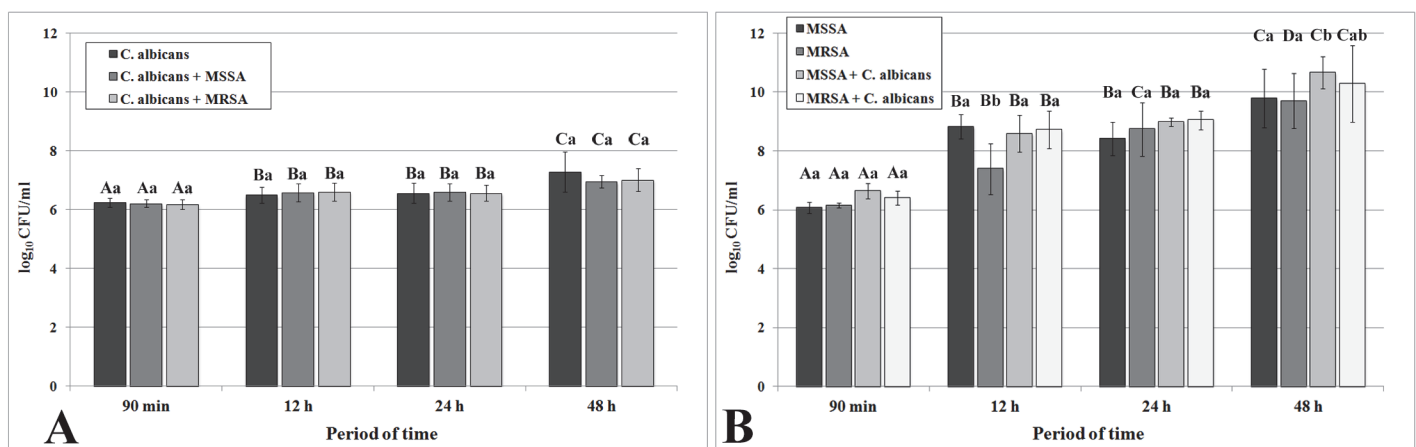 12
10
8
6
4
2
0
log10 CFU/ml
C. albicans
C. albicans + MSSA
C. albicans + MRSA
Aa Aa Aa
Ba Ba Ba
Ba Ba Ba
Ca Ca Ca
90 min 12 h 24 h 48 h
Period of time
A
12
10
8
6
4
2
0
log10 CFU/ml
MSSA
MRSA
MSSA + C. albicans
MRSA + C. albicans
Aa Aa Aa Aa
Ba Bb Ba Ba
Ba Ca Ba Ba
Ca Da Cb Cab
90 min 12 h 24 h 48 h
Period of time
B